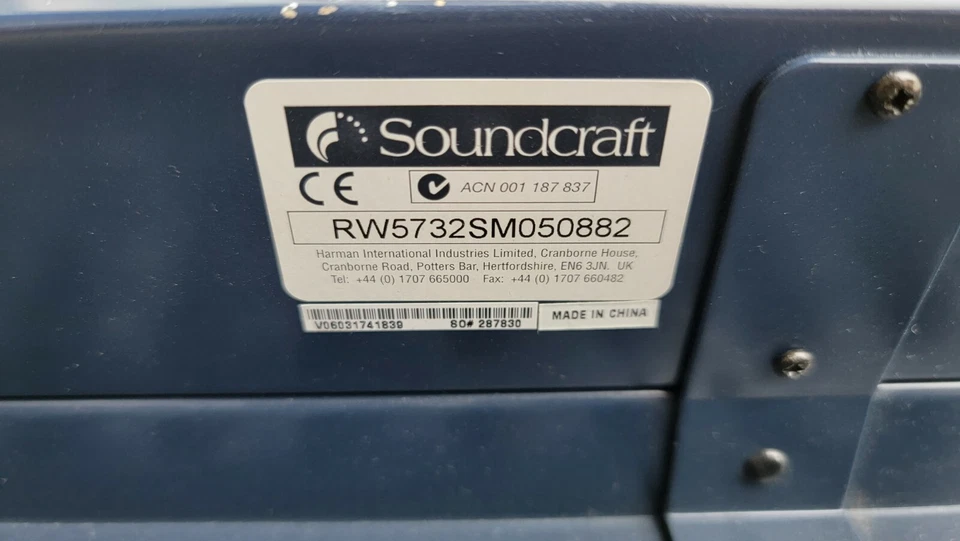 Soundcraft
CE ACN 001 187 837
RW5732SM050882
Harman International Industries Limited, Cranborne House,
Cranborne Road, Potters Bar, Hertfordshire, EN6 3JN. UK
Tel: +44 (0) 1707 665000 Fax: +44 (0) 1707 660482
V06031741839 SO# 287830 MADE IN CHINA